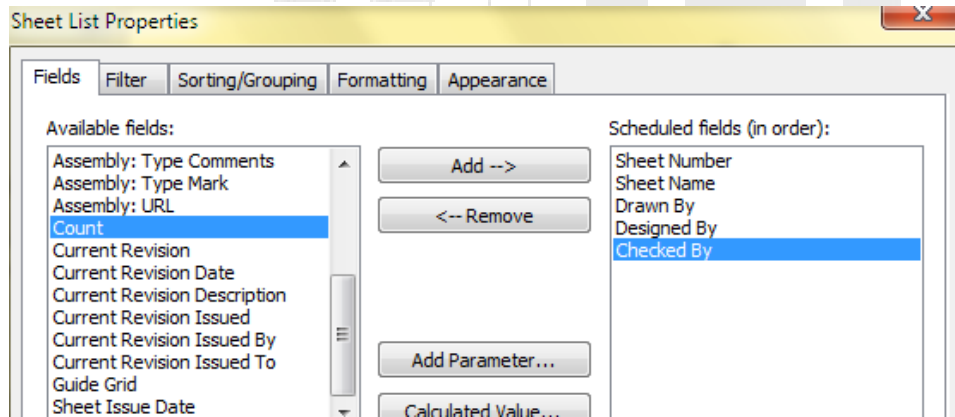 Sheet List Properties
X
Fields Filter Sorting/Grouping Formatting Appearance
Available fields:
Assembly: Type Comments
Assembly: Type Mark
Assembly: URL
Count
Current Revision
Current Revision Date
Current Revision Description
Current Revision Issued
Current Revision Issued By
Current Revision Issued To
Guide Grid
Sheet Issue Date
Add -->
<-- Remove
Add Parameter...
Calculated Value...
Scheduled fields (in order):
Sheet Number
Sheet Name
Drawn By
Designed By
Checked By